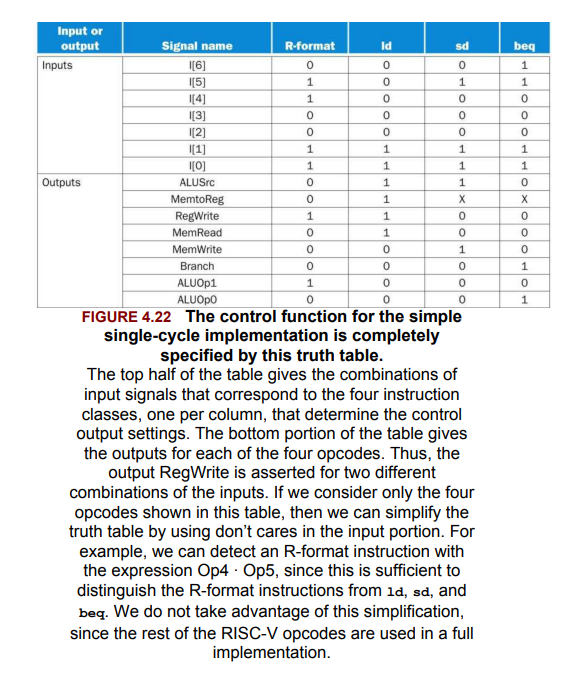 Input or output Signal name R-format ld sd beq
Inputs I[6] 0 0 0 1
I[5] 1 0 1 1
I[4] 1 0 0 0
I[3] 0 0 0 0
I[2] 0 0 0 0
I[1] 1 1 1 1
I[0] 1 1 1 1
Outputs ALUSrc 0 1 1 0
MemtoReg 0 1 X X
RegWrite 1 1 0 0
MemRead 0 1 0 0
MemWrite 0 0 1 0
Branch 0 0 0 1
ALUOp1 1 0 0 0
ALUOp0 0 0 0 1
FIGURE 4.22 The control function for the simple
single-cycle implementation is completely
specified by this truth table.
The top half of the table gives the combinations of
input signals that correspond to the four instruction
classes, one per column, that determine the control
output settings. The bottom portion of the table gives
the outputs for each of the four opcodes. Thus, the
output RegWrite is asserted for two different
combinations of the inputs. If we consider only the four
opcodes shown in this table, then we can simplify the
truth table by using don’t cares in the input portion. For
example, we can detect an R-format instruction with
the expression Op4 · Op5, since this is sufficient to
distinguish the R-format instructions from ld, sd, and
beq. We do not take advantage of this simplification,
since the rest of the RISC-V opcodes are used in a full
implementation.